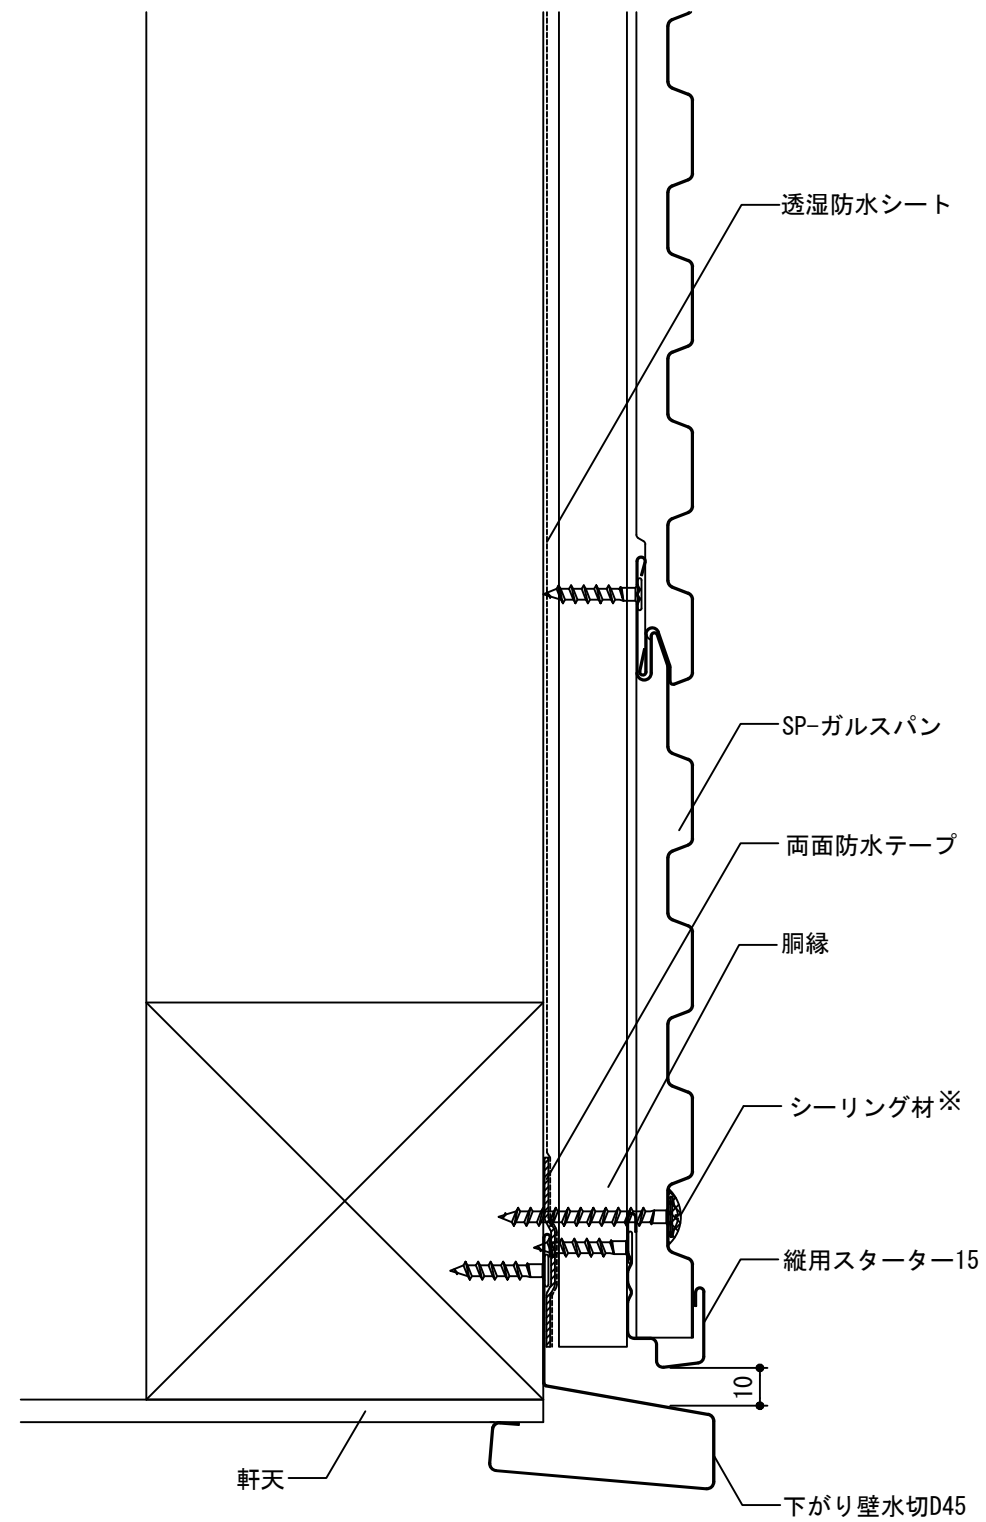 透湿防水シート
SP-ガルスパン
両面防水テープ
胴縁
シーリング材※
縦用スターター15
10
軒天
下がり壁水切D45